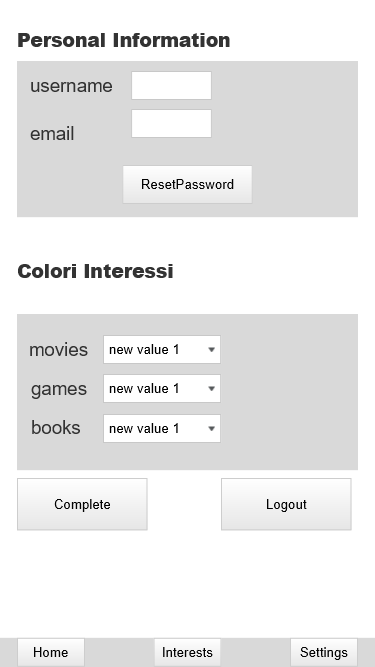 Personal Information
username
email
ResetPassword
Colori Interessi
movies new value 1
games new value 1
books new value 1
Complete Logout
Home Interests Settings